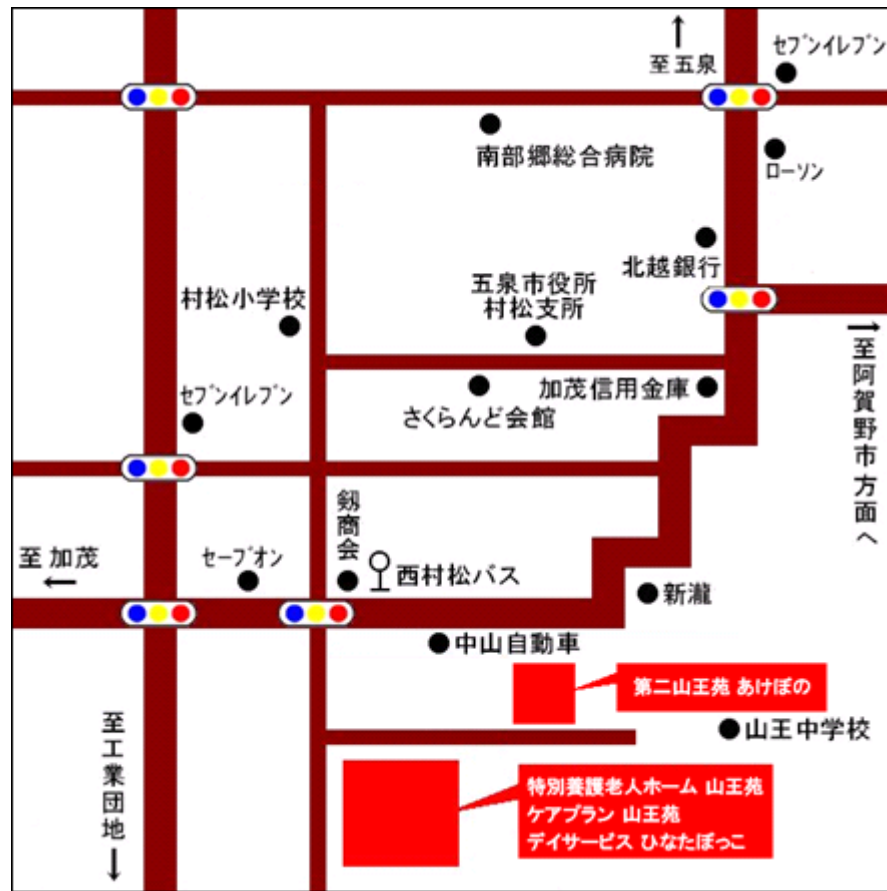 至五泉
セブンイレブン
南部郷総合病院
ローソン
北越銀行
五泉市役所
村松支所
村松小学校
至阿賀野市方面へ
セブンイレブン
加茂信用金庫
さくらんど会館
至 加茂
セーブオン
剱商会
西村松バス
新瀧
中山自動車
第二山王苑 あけぼの
至工業団地
山王中学校
特別養護老人ホーム 山王苑
ケアプラン 山王苑
デイサービス ひなたぼっこ